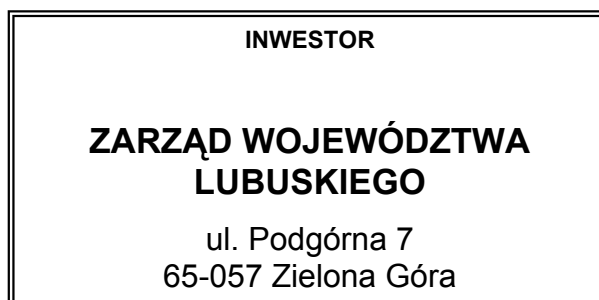 INWESTOR
ZARZĄD WOJEWÓDZTWA
LUBUSKIEGO
ul. Podgórna 7
65-057 Zielona Góra